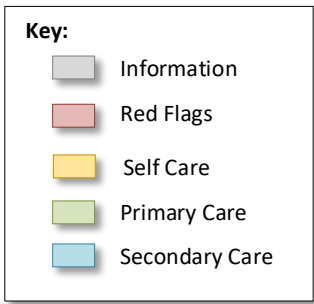 Key:
Information
Red Flags
Self Care
Primary Care
Secondary Care